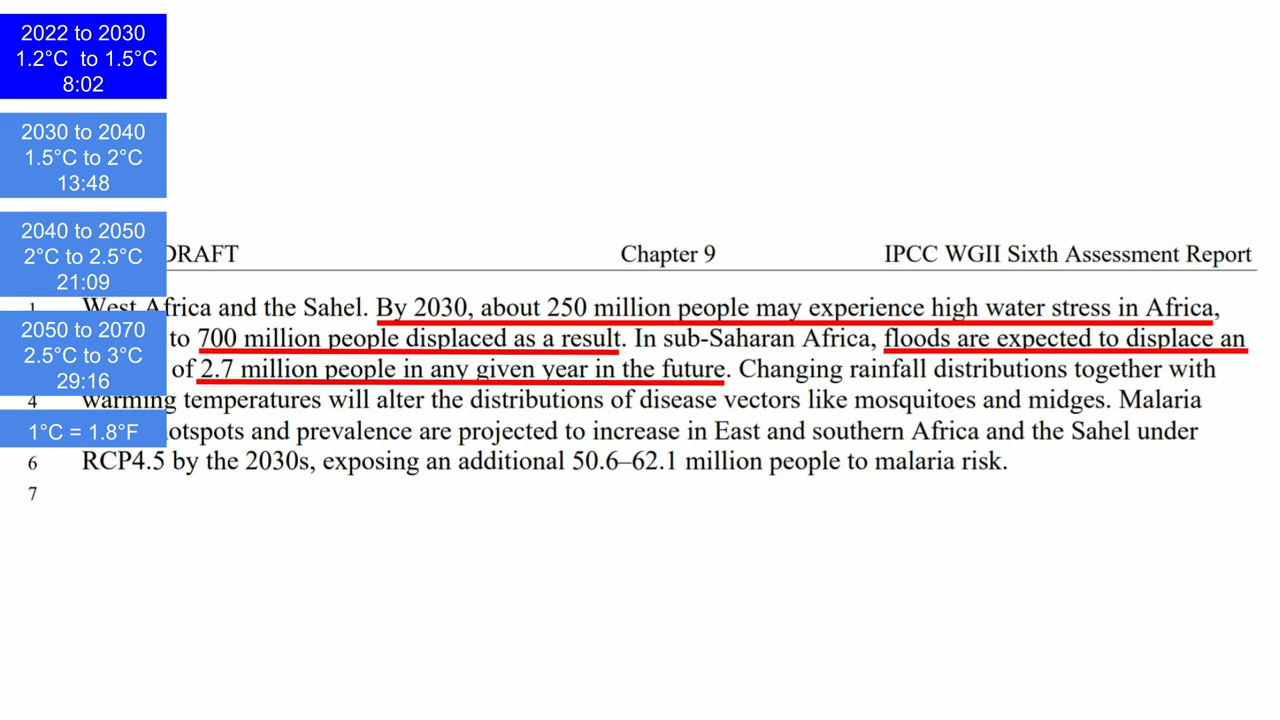 2022 to 2030
1.2°C to 1.5°C
8:02
2030 to 2040
1.5°C to 2°C
13:48
2040 to 2050
2°C to 2.5°C
21:09
2050 to 2070
2.5°C to 3°C
29:16
1°C = 1.8°F
DRAFT Chapter 9 IPCC WGII Sixth Assessment Report
1 West Africa and the Sahel. By 2030, about 250 million people may experience high water stress in Africa,
to 700 million people displaced as a result. In sub-Saharan Africa, floods are expected to displace an
of 2.7 million people in any given year in the future. Changing rainfall distributions together with
4 warming temperatures will alter the distributions of disease vectors like mosquitoes and midges. Malaria
otspots and prevalence are projected to increase in East and southern Africa and the Sahel under
6 RCP4.5 by the 2030s, exposing an additional 50.6–62.1 million people to malaria risk.
7